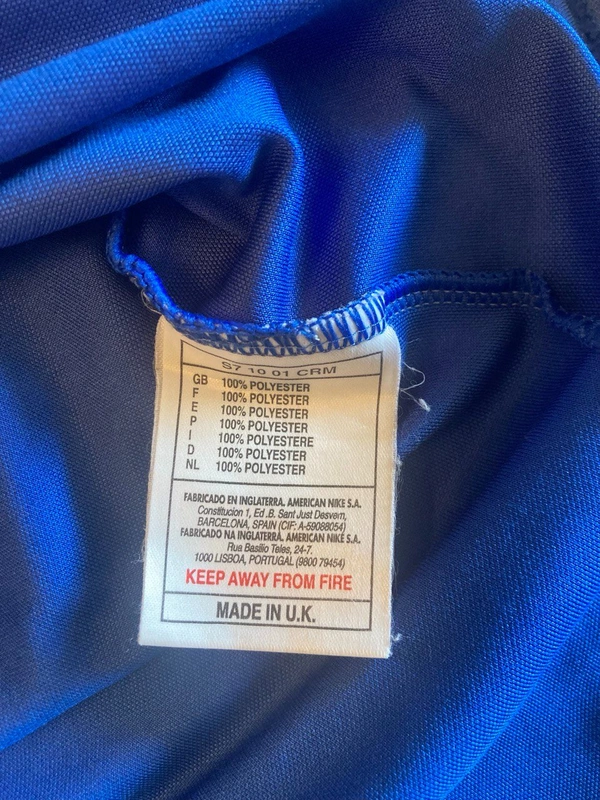 S7 10 01 CRM
GB 100% POLYESTER
F 100% POLYESTER
E 100% POLYESTER
P 100% POLYESTER
I 100% POLYESTERE
D 100% POLYESTER
NL 100% POLYESTER
FABRICADO EN INGLATERRA. AMERICAN NIKE S.A.
Constitucion 1, Ed .B. Sant Just Desvern,
BARCELONA, SPAIN (CIF: A-59088054)
FABRICADO NA INGLATERRA. AMERICAN NIKE S.A.
Rua Basilio Teles, 24-7.
1000 LISBOA, PORTUGAL (9800 79454)
KEEP AWAY FROM FIRE
MADE IN U.K.